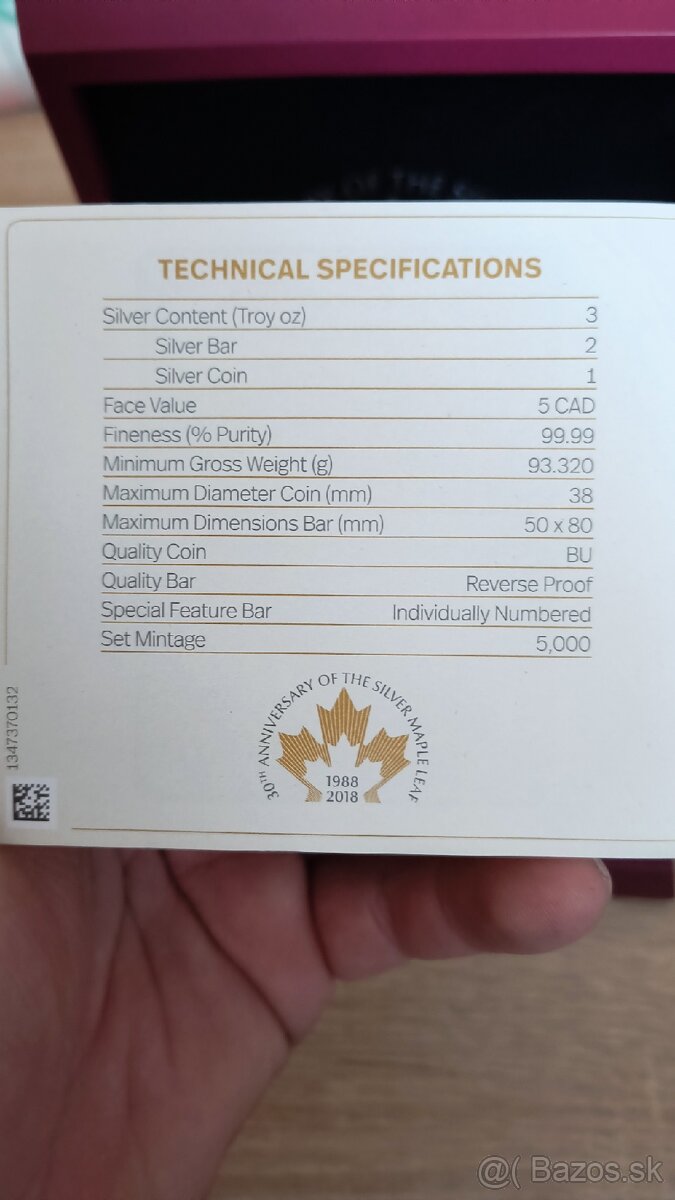 OF THE
TECHNICAL SPECIFICATIONS
Silver Content (Troy oz) 3
Silver Bar 2
Silver Coin 1
Face Value 5 CAD
Fineness (% Purity) 99.99
Minimum Gross Weight (g) 93.320
Maximum Diameter Coin (mm) 38
Maximum Dimensions Bar (mm) 50 x 80
Quality Coin BU
Quality Bar Reverse Proof
Special Feature Bar Individually Numbered
Set Mintage 5,000
30TH ANNIVERSARY OF THE SILVER MAPLE LEAF
1988
2018
1347370132
@( Bazos.sk